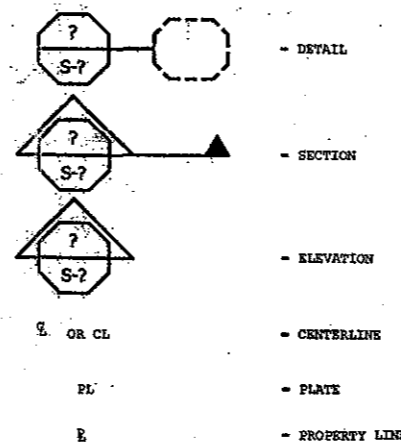 ?
S-? - DETAIL
?
S-? - SECTION
?
S-? - ELEVATION
℄ OR CL - CENTERLINE
PL - PLATE
⅊ - PROPERTY LINE